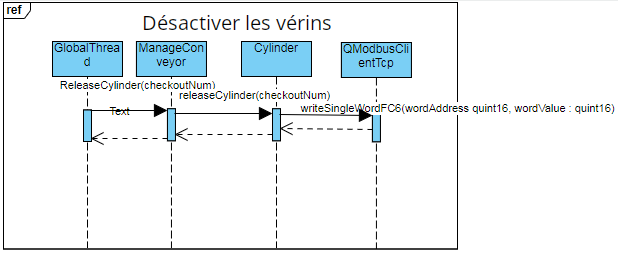 ref
Désactiver les vérins
GlobalThrea
d
ManageCon
veyor
Cylinder
QModbusCli
entTcp
ReleaseCylinder(checkoutNum)
releaseCylinder(checkoutNum)
Text
writeSingleWordFC6(wordAddress quint16, wordValue : quint16)